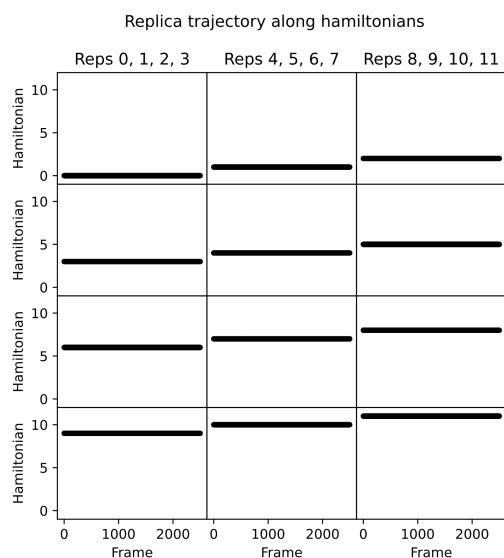 Replica trajectory along hamiltonians
Reps 0, 1, 2, 3
Reps 4, 5, 6, 7
Reps 8, 9, 10, 11
Hamiltonian
10
5
0
Hamiltonian
10
5
0
Hamiltonian
10
5
0
Hamiltonian
10
5
0
0 1000 2000
0 1000 2000
0 1000 2000
Frame
Frame
Frame